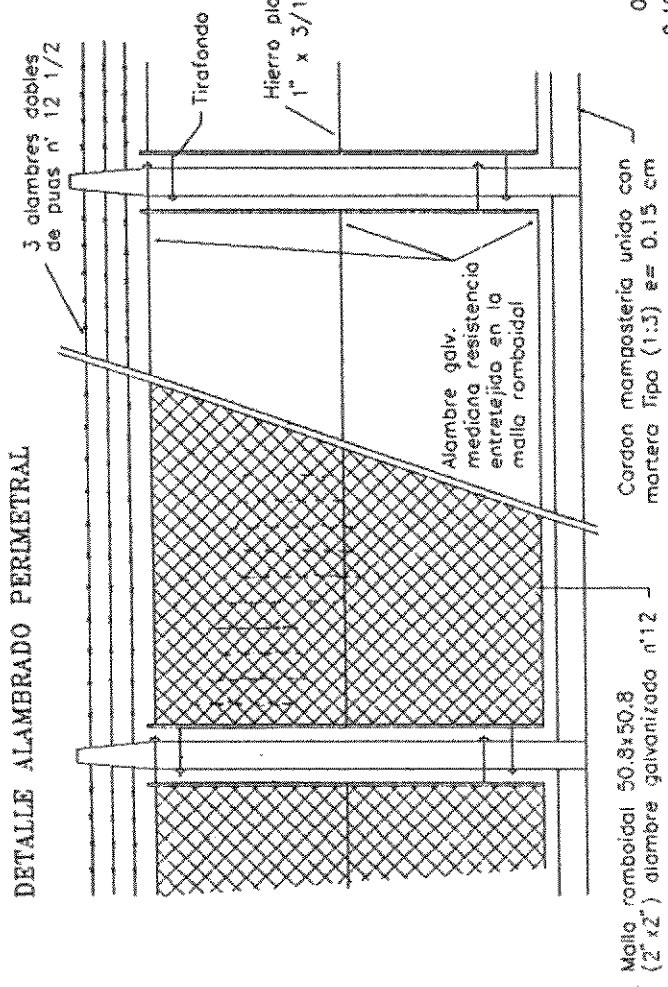 DETALLE ALAMBRADO PERIMETRAL
3 alambres dobles
de puas n° 12 1/2
Tirafondo
Hierro
1" x 3/1
Alambre galv.
mediana resistencia
entretejido en la
malla romboidal
Malla romboidal 50.8x50.8
(2"x2") alambre galvanizado n°12
Cordon mamposteria unido con
mortero Tipo (1:3) e= 0.15 cm